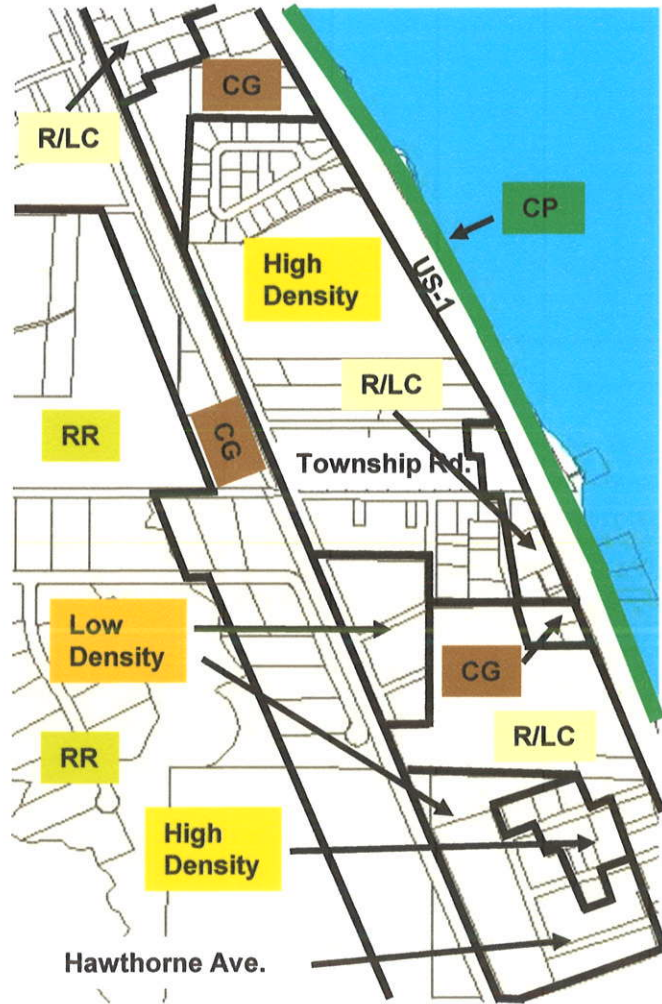 CG
R/LC
CP
High
Density
US-1
R/LC
RR
CG
Township Rd.
Low
Density
CG
R/LC
RR
High
Density
Hawthorne Ave.